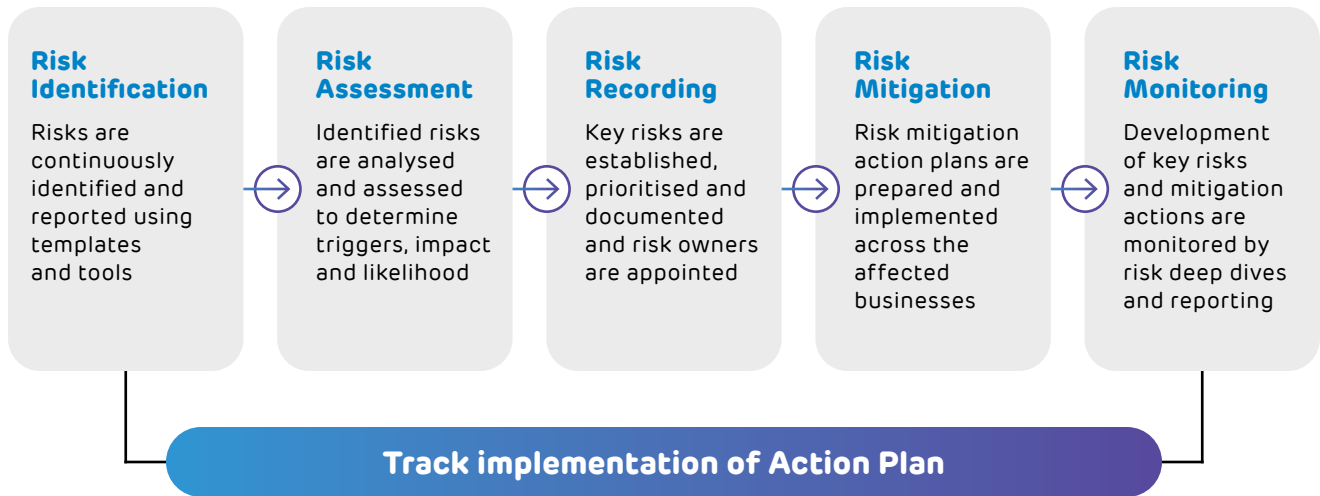 Risk
Identification
Risks are
continuously
identified and
reported using
templates
and tools
Risk
Assessment
Identified risks
are analysed
and assessed
to determine
triggers, impact
and likelihood
Risk
Recording
Key risks are
established,
prioritised and
documented
and risk owners
are appointed
Risk
Mitigation
Risk mitigation
action plans are
prepared and
implemented
across the
affected
businesses
Risk
Monitoring
Development
of key risks
and mitigation
actions are
monitored by
risk deep dives
and reporting
Track implementation of Action Plan